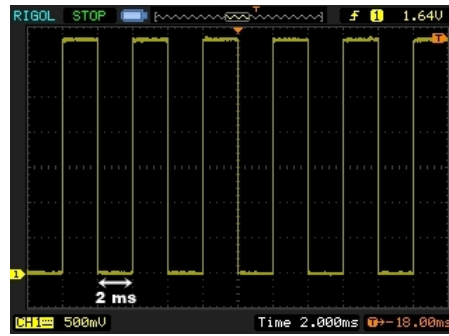 RIGOL STOP T f 1 1.64V
T
1
2 ms
CH1 500mV Time 2.000ms T→-18.00ms